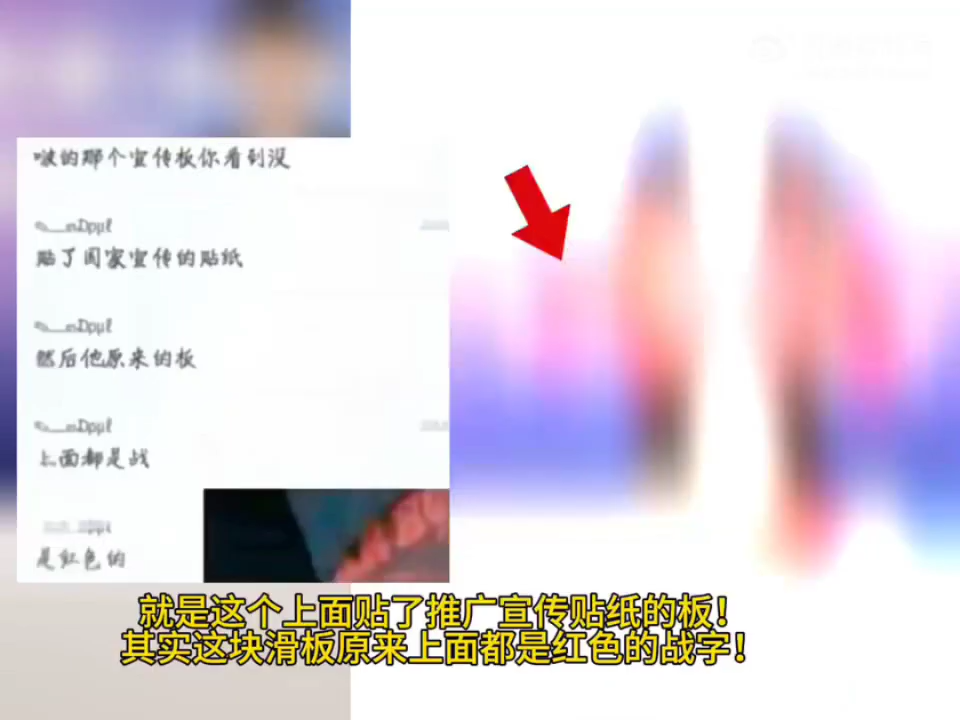 啵的那个宣传板你看到没
贴了国家宣传的贴纸
然后他原来的板
上面都是战
是红色的
就是这个上面贴了推广宣传贴纸的板！
其实这块滑板原来上面都是红色的战字！